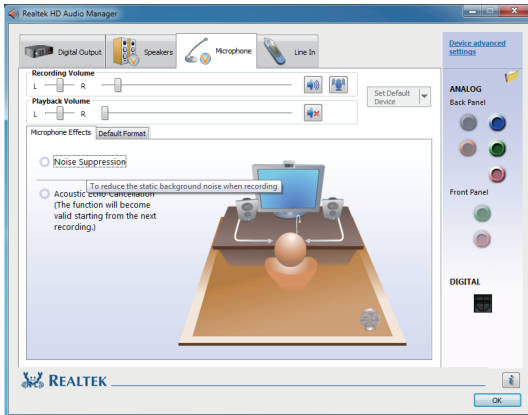 Realtek HD Audio Manager
Digital Output
Speakers
Microphone
Line In
Device advanced
settings
Recording Volume
L
R
Set Default
Device
Playback Volume
L
R
Microphone Effects
Default Format
Noise Suppression
To reduce the static background noise when recording
Acoustic Echo Cancellation
(The function will become
valid starting from the next
recording.)
ANALOG
Back Panel
Front Panel
DIGITAL
REALTEK
i
OK